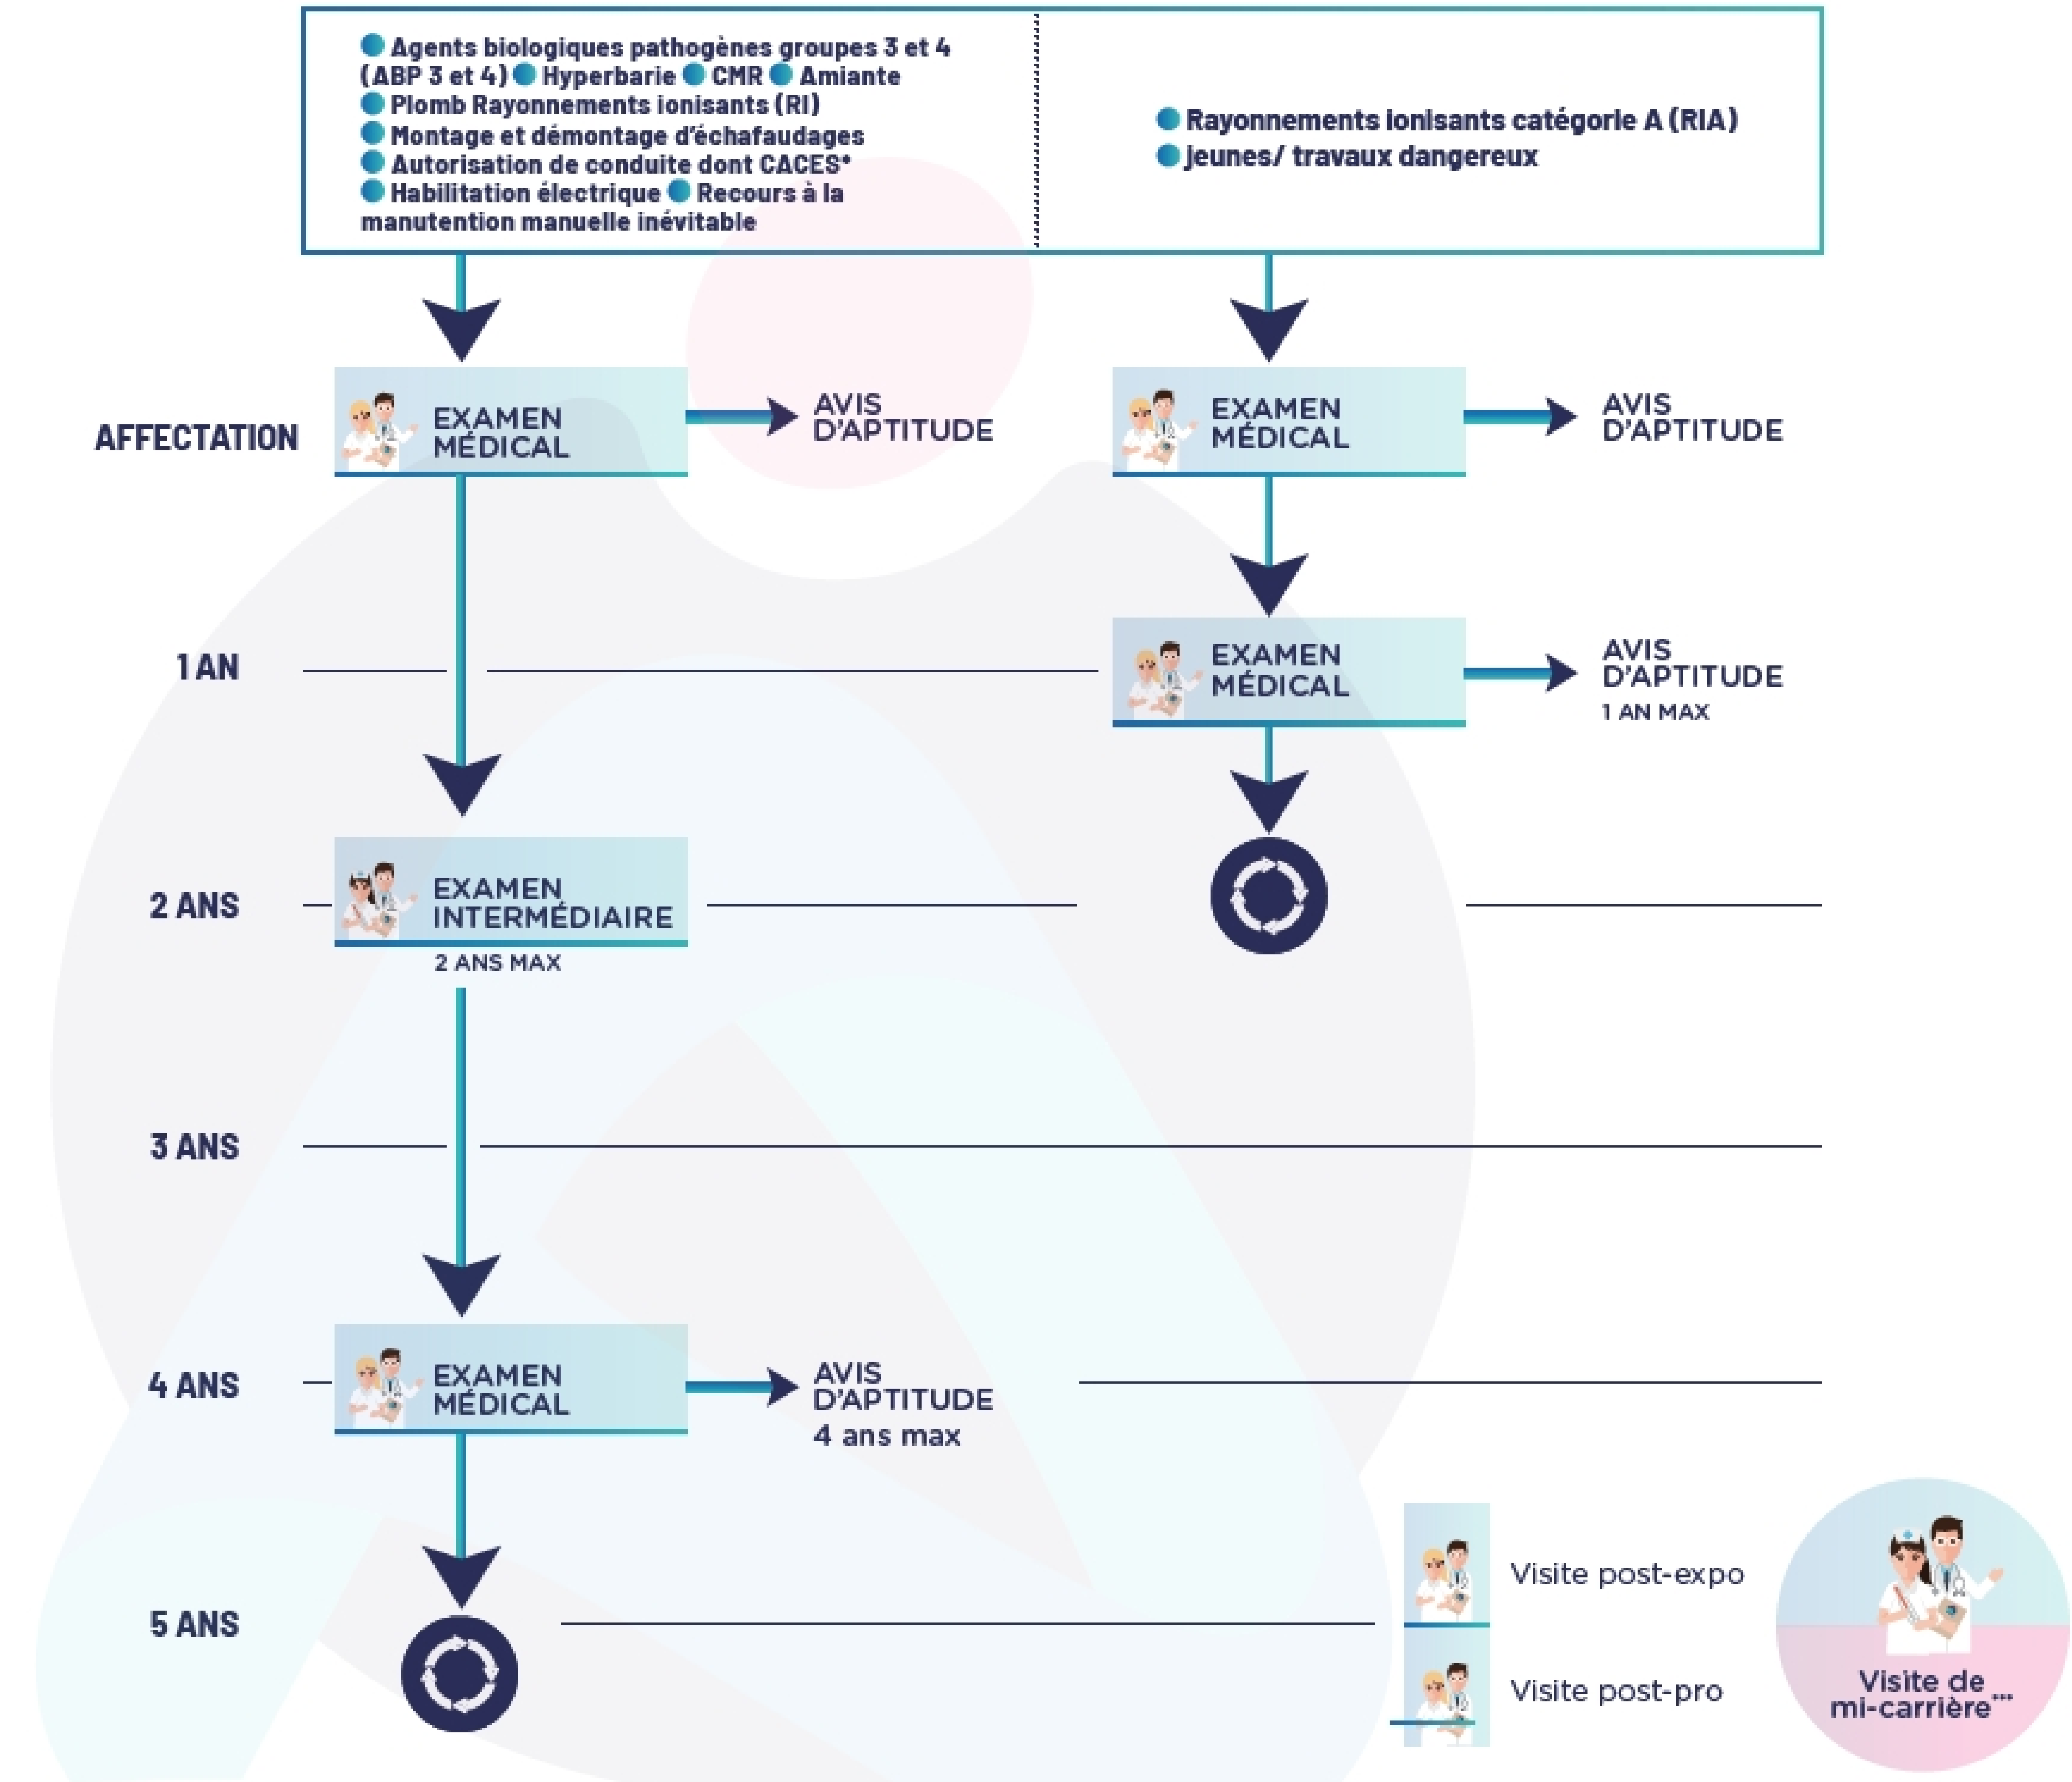 ● Agents biologiques pathogènes groupes 3 et 4
(ABP 3 et 4) ● Hyperbarie ● CMR ● Amiante
● Plomb Rayonnements ionisants (RI)
● Montage et démontage d'échafaudages
● Autorisation de conduite dont CACES*
● Habilitation électrique ● Recours à la
manutention manuelle inévitable
● Rayonnements ionisants catégorie A (RIA)
● jeunes/ travaux dangereux
AFFECTATION
EXAMEN
MÉDICAL
AVIS
D'APTITUDE
EXAMEN
MÉDICAL
AVIS
D'APTITUDE
1 AN
EXAMEN
MÉDICAL
AVIS
D'APTITUDE
1 AN MAX
2 ANS
EXAMEN
INTERMÉDIAIRE
2 ANS MAX
3 ANS
4 ANS
EXAMEN
MÉDICAL
AVIS
D'APTITUDE
4 ans max
5 ANS
Visite post-expo
Visite post-pro
Visite de
mi-carrière***